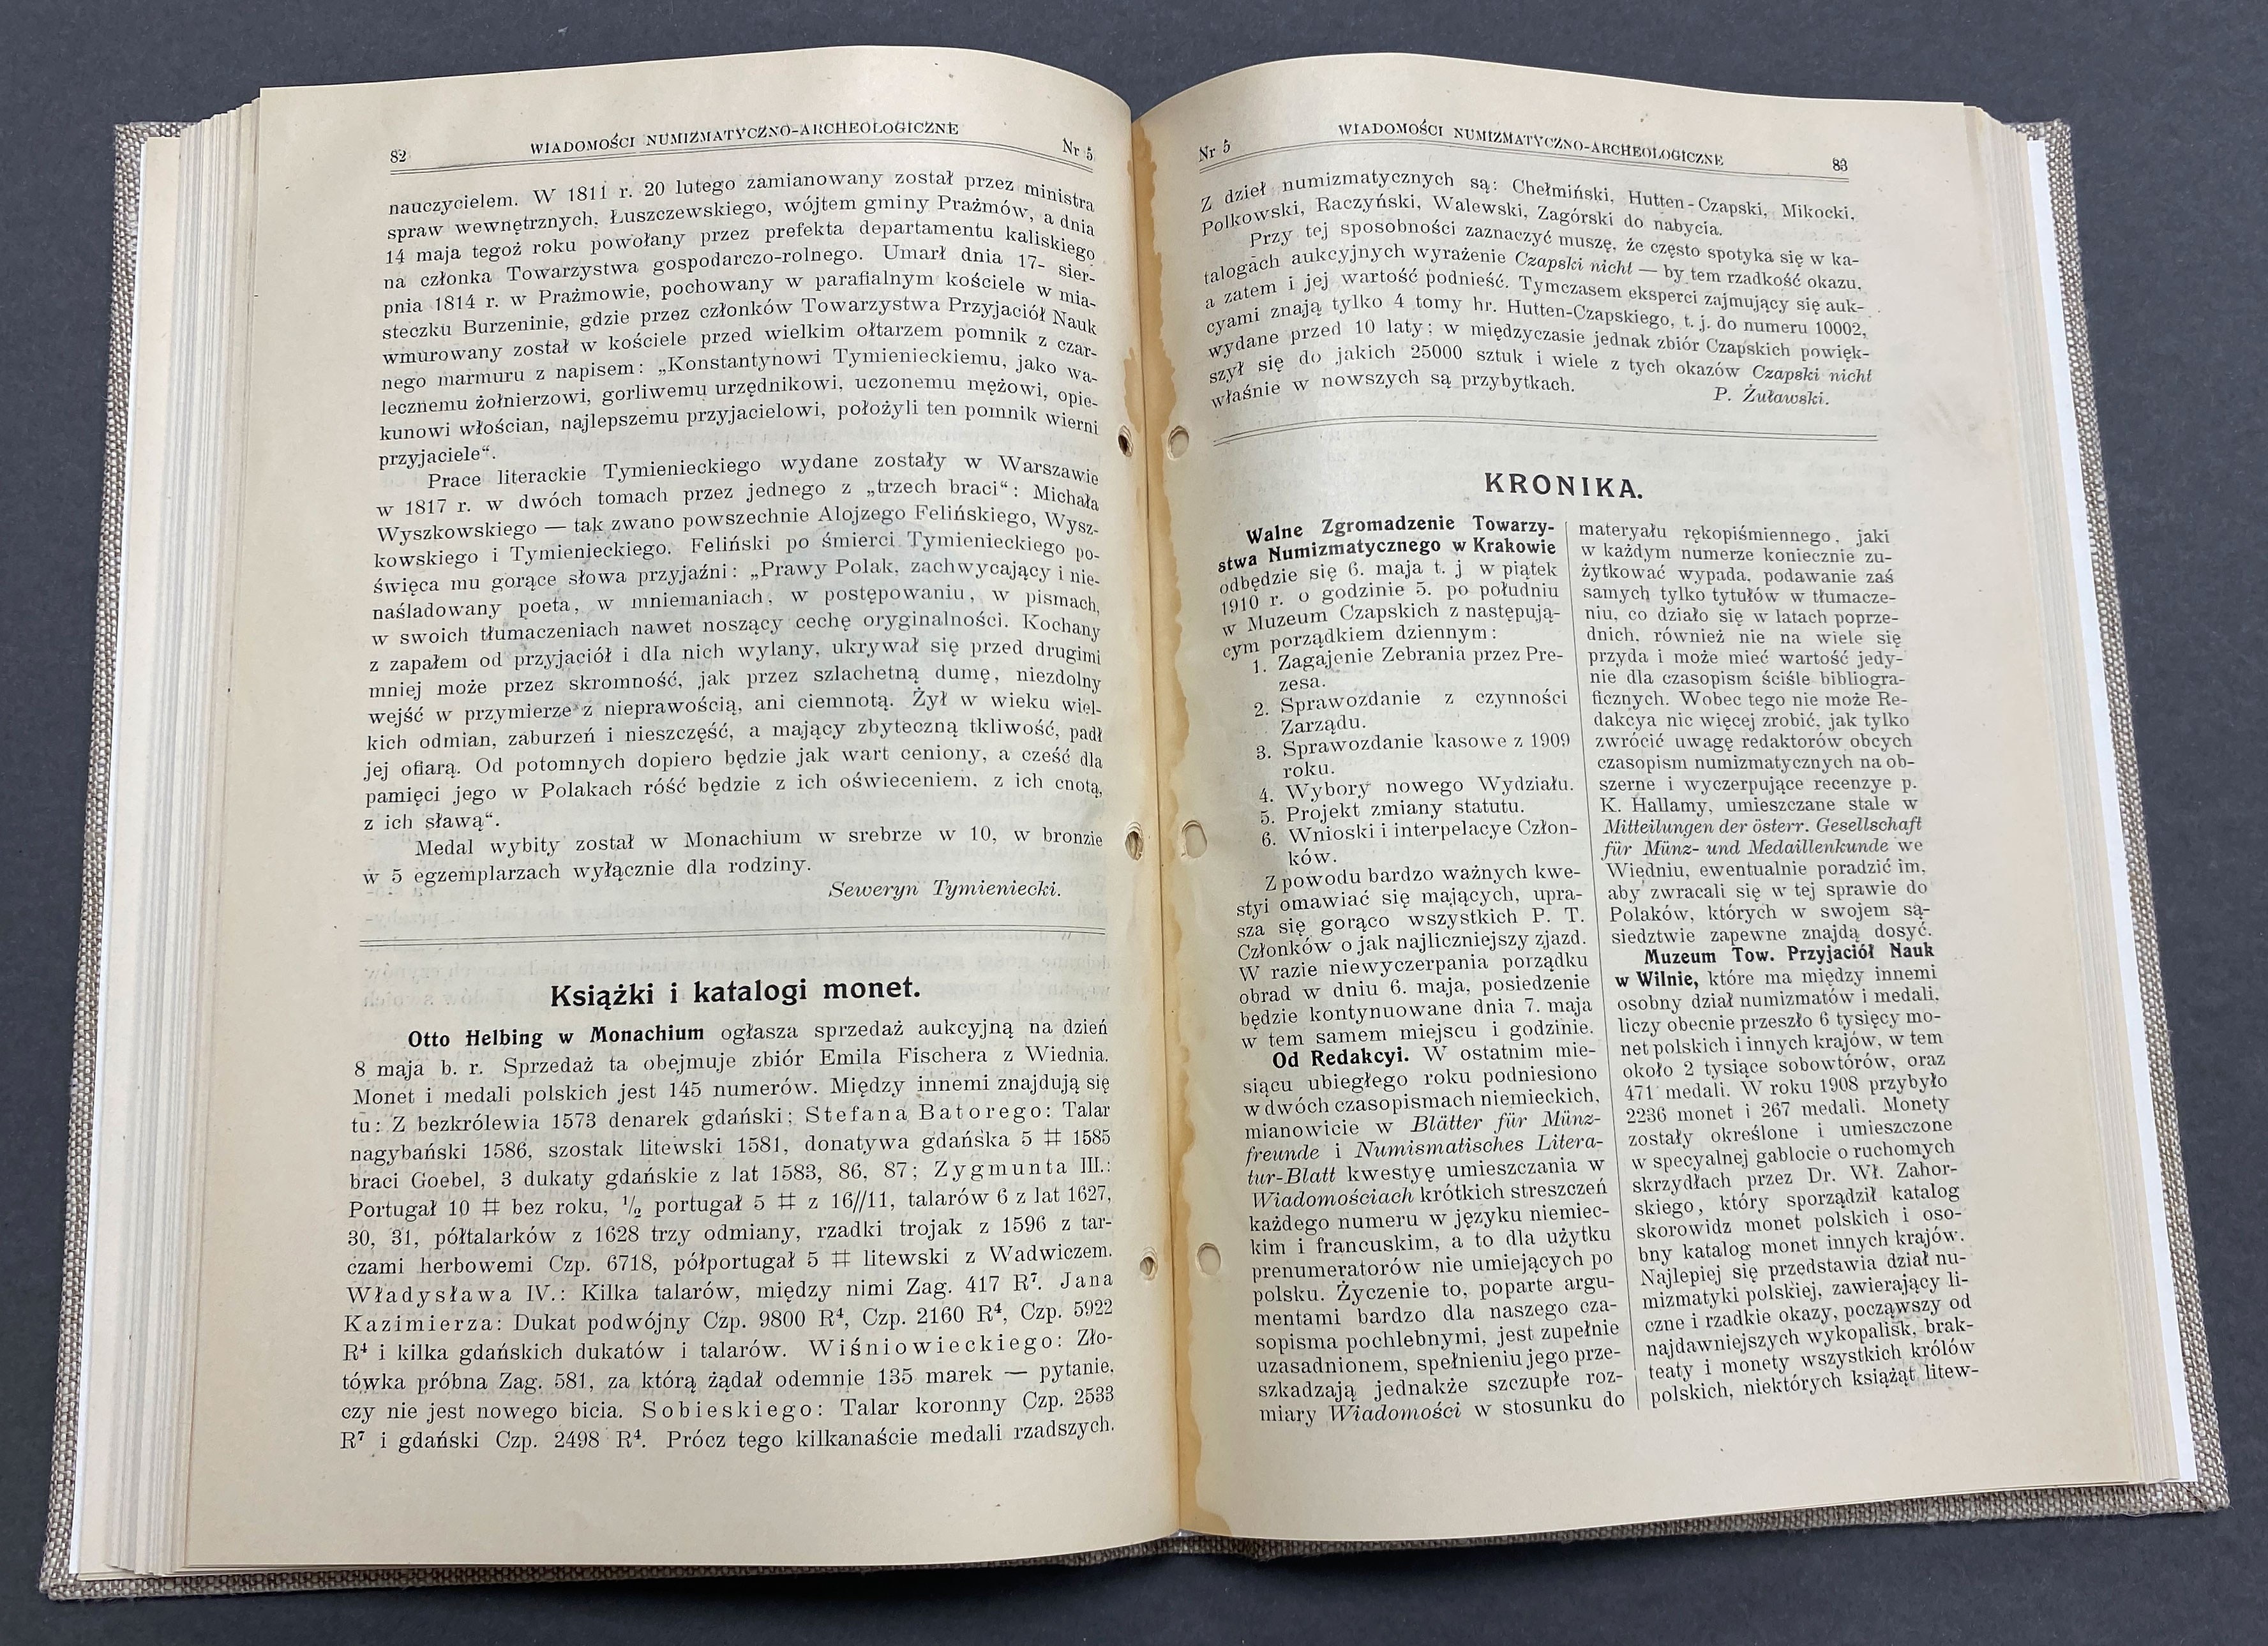 82
WIADOMOŚCI NUMIZMATYCZNO-ARCHEOLOGICZNE
Nr 5
nauczycielem. W 1811 r. 20 lutego zamianowany został przez ministra
spraw wewnętrznych, Łuszczewskiego, wójtem gminy Prażmów, a dnia
14 maja tegoż roku powołany przez prefekta departamentu kaliskiego
na członka Towarzystwa gospodarczo-rolnego. Umarł dnia 17- sier-
pnia 1814 r. w Prażmowie, pochowany w parafialnym kościele w mia-
steczku Burzeninie, gdzie przez członków Towarzystwa Przyjaciół Nauk
wmurowany został w kościele przed wielkim ołtarzem pomnik z czar-
nego marmuru z napisem: „Konstantynowi Tymienieckiemu, jako wa-
lecznemu żołnierzowi, gorliwemu urzędnikowi, uczonemu mężowi, opie-
kunowi włościan, najlepszemu przyjacielowi, położyli ten pomnik wierni
przyjaciele“.
Prace literackie Tymienieckiego wydane zostały w Warszawie
w 1817 r. w dwóch tomach przez jednego z „trzech braci“: Michała
Wyszkowskiego — tak zwano powszechnie Alojzego Felińskiego, Wysz-
kowskiego i Tymienieckiego. Feliński po śmierci Tymienieckiego po-
święca mu gorące słowa przyjaźni: „Prawy Polak, zachwycający i nie-
naśladowany poeta, w mniemaniach, w postępowaniu, w pismach,
w swoich tłumaczeniach nawet noszący cechę oryginalności. Kochany
z zapałem od przyjaciół i dla nich wylany, ukrywał się przed drugimi
mniej może przez skromność, jak przez szlachetną dumę, niezdolny
wejść w przymierze z nieprawością, ani ciemnotą. Żył w wieku wiel-
kich odmian, zaburzeń i nieszczęść, a mający zbyteczną tkliwość, padł
jej ofiarą. Od potomnych dopiero będzie jak wart ceniony, a cześć dla
pamięci jego w Polakach róść będzie z ich oświeceniem, z ich cnotą,
z ich sławą“.
Medal wybity został w Monachium w srebrze w 10, w bronzie
w 5 egzemplarzach wyłącznie dla rodziny.
Seweryn Tymieniecki.
Książki i katalogi monet.
Otto Helbing w Monachium ogłasza sprzedaż aukcyjną na dzień
8 maja b. r. Sprzedaż ta obejmuje zbiór Emila Fischera z Wiednia.
Monet i medali polskich jest 145 numerów. Między innemi znajdują się
tu: Z bezkrólewia 1573 denarek gdański; Stefana Batorego: Talar
nagybański 1586, szostak litewski 1581, donatywa gdańska 5 # 1585
braci Goebel, 3 dukaty gdańskie z lat 1583, 86, 87; Zygmunta III.:
Portugał 10 # bez roku, ½ portugał 5 # z 16//11, talarów 6 z lat 1627,
30, 31, półtalarków z 1628 trzy odmiany, rzadki trojak z 1596 z tar-
czami herbowemi Czp. 6718, półportugał 5 # litewski z Wadwiczem.
Władysława IV.: Kilka talarów, między nimi Zag. 417 R⁷. Jana
Kazimierza: Dukat podwójny Czp. 9800 R⁴, Czp. 2160 R⁴, Czp. 5922
R⁴ i kilka gdańskich dukatów i talarów. Wiśniowieckiego: Zło-
tówka próbna Zag. 581, za którą żądał odemnie 135 marek — pytanie,
czy nie jest nowego bicia. Sobieskiego: Talar koronny Czp. 2533
R⁷ i gdański Czp. 2498 R⁴. Prócz tego kilkanaście medali rzadszych.
Nr 5
WIADOMOŚCI NUMIZMATYCZNO-ARCHEOLOGICZNE
83
Z dzieł numizmatycznych są: Chełmiński, Hutten-Czapski, Mikocki,
Polkowski, Raczyński, Walewski, Zagórski do nabycia.
Przy tej sposobności zaznaczyć muszę, że często spotyka się w ka-
talogach aukcyjnych wyrażenie Czapski nicht — by tem rzadkość okazu,
a zatem i jej wartość podnieść. Tymczasem eksperci zajmujący się auk-
cyami znają tylko 4 tomy hr. Hutten-Czapskiego, t. j. do numeru 10002,
wydane przed 10 laty; w międzyczasie jednak zbiór Czapskich powięk-
szył się do jakich 25000 sztuk i wiele z tych okazów Czapski nicht
właśnie w nowszych są przybytkach.
P. Żuławski.
KRONIKA.
Walne Zgromadzenie Towarzy-
stwa Numizmatycznego w Krakowie
odbędzie się 6. maja t. j w piątek
1910 r. o godzinie 5. po południu
w Muzeum Czapskich z następują-
cym porządkiem dziennym:
1. Zagajenie Zebrania przez Pre-
zesa.
2. Sprawozdanie z czynności
Zarządu.
3. Sprawozdanie kasowe z 1909
roku.
4. Wybory nowego Wydziału.
5. Projekt zmiany statutu.
6. Wnioski i interpelacye Człon-
ków.
Z powodu bardzo ważnych kwe-
styi omawiać się mających, upra-
sza się gorąco wszystkich P. T.
Członków o jak najliczniejszy zjazd.
W razie niewyczerpania porządku
obrad w dniu 6. maja, posiedzenie
będzie kontynuowane dnia 7. maja
w tem samem miejscu i godzinie.
Od Redakcyi. W ostatnim mie-
siącu ubiegłego roku podniesiono
w dwóch czasopismach niemieckich,
mianowicie w Blätter für Münz-
freunde i Numismatisches Litera-
tur-Blatt kwestyę umieszczania w
Wiadomościach krótkich streszczeń
każdego numeru w języku niemiec-
kim i francuskim, a to dla użytku
prenumeratorów nie umiejących po
polsku. Życzenie to, poparte argu-
mentami bardzo dla naszego cza-
sopisma pochlebnymi, jest zupełnie
uzasadnionem, spełnieniu jego prze-
szkadzają jednakże szczupłe roz-
miary Wiadomości w stosunku do
materyału rękopiśmiennego, jaki
w każdym numerze koniecznie zu-
żytkować wypada, podawanie zaś
samych tylko tytułów w tłumacze-
niu, co działo się w latach poprze-
dnich, również nie na wiele się
przyda i może mieć wartość jedy-
nie dla czasopism ściśle bibliogra-
ficznych. Wobec tego nie może Re-
dakcya nic więcej zrobić, jak tylko
zwrócić uwagę redaktorów obcych
czasopism numizmatycznych na ob-
szerne i wyczerpujące recenzye p.
K. Hallamy, umieszczane stale w
Mitteilungen der österr. Gesellschaft
für Münz- und Medaillenkunde we
Wiedniu, ewentualnie poradzić im,
aby zwracali się w tej sprawie do
Polaków, których w swojem są-
siedztwie zapewne znajdą dosyć.
Muzeum Tow. Przyjaciół Nauk
w Wilnie, które ma między innemi
osobny dział numizmatów i medali,
liczy obecnie przeszło 6 tysięcy mo-
net polskich i innych krajów, w tem
około 2 tysiące sobowtórów, oraz
471 medali. W roku 1908 przybyło
2236 monet i 267 medali. Monety
zostały określone i umieszczone
w specyalnej gablocie o ruchomych
skrzydłach przez Dr. Wł. Zahor-
skiego, który sporządził katalog
skorowidz monet polskich i oso-
bny katalog monet innych krajów.
Najlepiej się przedstawia dział nu-
mizmatyki polskiej, zawierający li-
czne i rzadkie okazy, począwszy od
najdawniejszych wykopalisk, brak-
teaty i monety wszystkich królów
polskich, niektórych książąt litew-